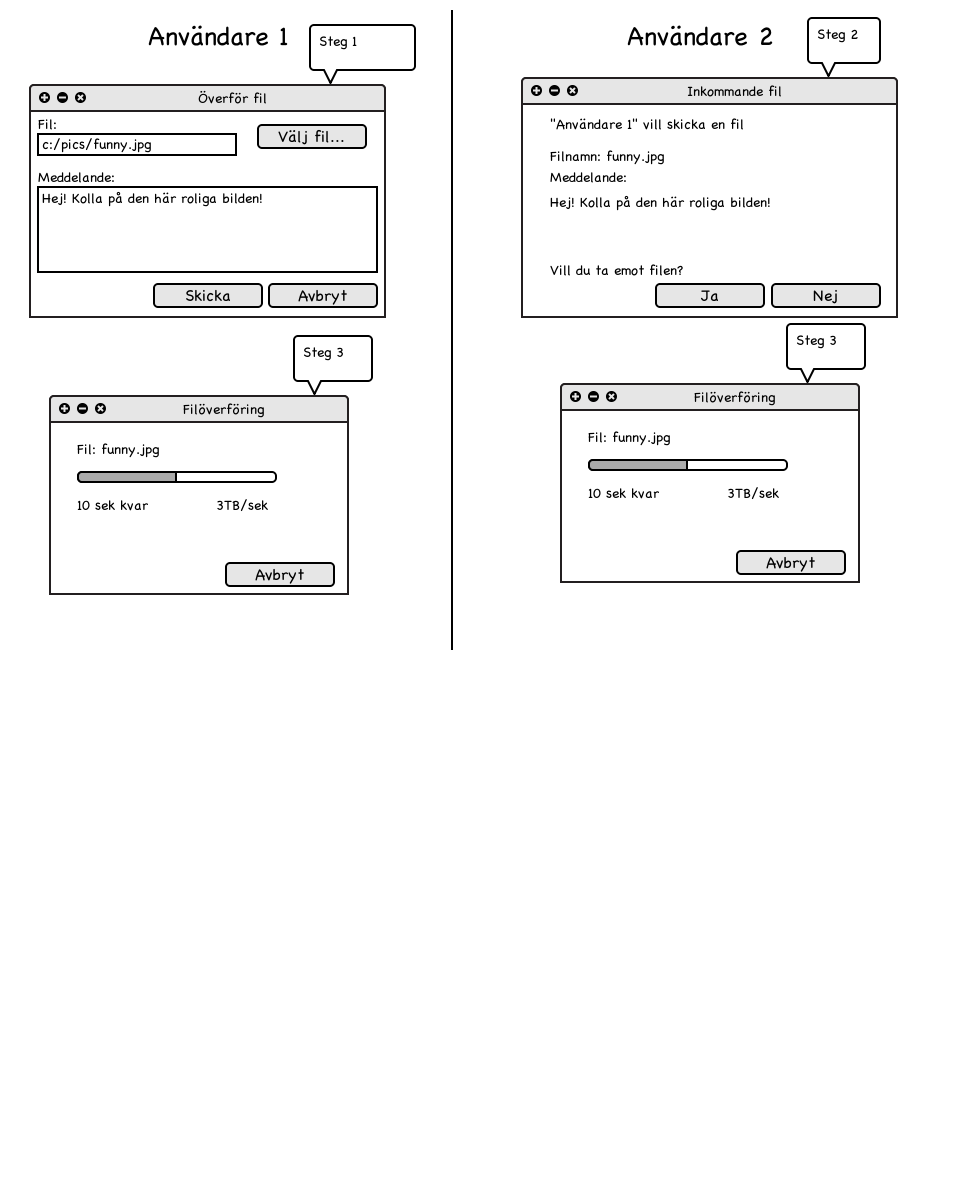 Användare 1
Steg 1
Överför fil
Fil:
c:/pics/funny.jpg
Välj fil...
Meddelande:
Hej! Kolla på den här roliga bilden!
Skicka
Avbryt
Steg 3
Filöverföring
Fil: funny.jpg
10 sek kvar
3TB/sek
Avbryt
Användare 2
Steg 2
Inkommande fil
"Användare 1" vill skicka en fil
Filnamn: funny.jpg
Meddelande:
Hej! Kolla på den här roliga bilden!
Vill du ta emot filen?
Ja
Nej
Steg 3
Filöverföring
Fil: funny.jpg
10 sek kvar
3TB/sek
Avbryt